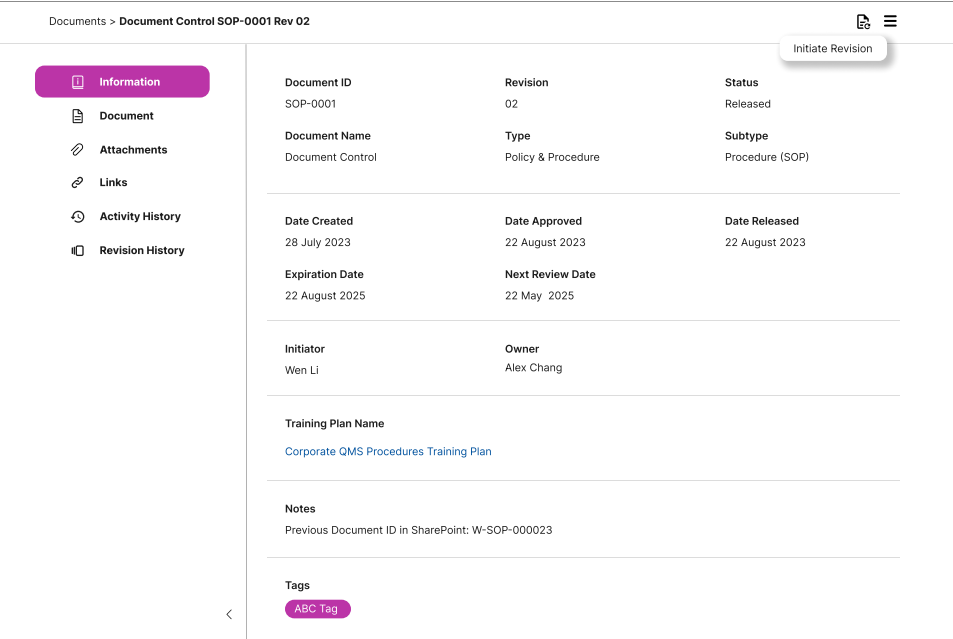 Documents > Document Control SOP-0001 Rev 02
Initiate Revision
Information
Document
Attachments
Links
Activity History
Revision History
Document ID
SOP-0001
Revision
02
Status
Released
Document Name
Document Control
Type
Policy & Procedure
Subtype
Procedure (SOP)
Date Created
28 July 2023
Date Approved
22 August 2023
Date Released
22 August 2023
Expiration Date
22 August 2025
Next Review Date
22 May  2025
Initiator
Wen Li
Owner
Alex Chang
Training Plan Name
Corporate QMS Procedures Training Plan
Notes
Previous Document ID in SharePoint: W-SOP-000023
Tags
ABC Tag